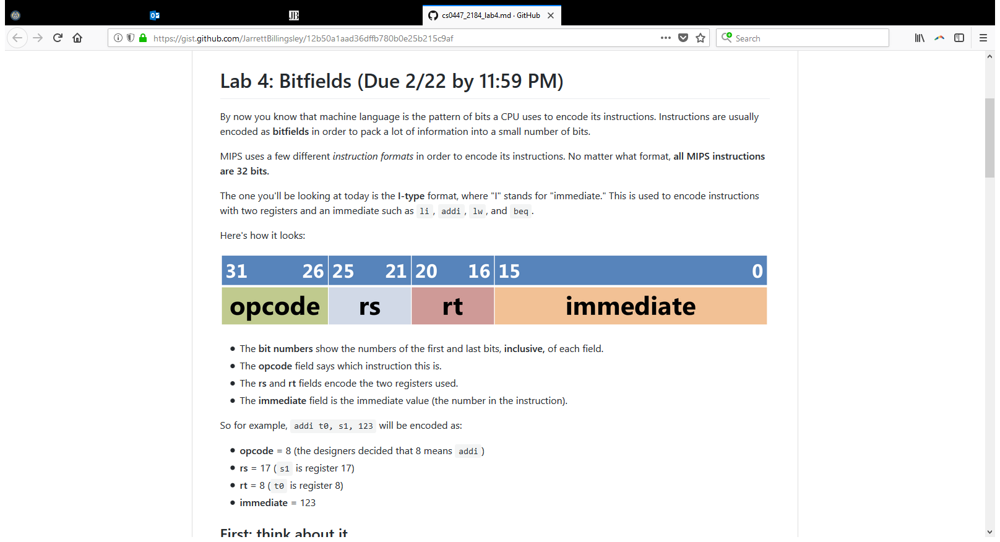 JB
cs0447_2184_lab4.md · GitHub
https://gist.github.com/JarrettBillingsley/12b50a1aad36dffb780b0e25b215c9af
Search
Lab 4: Bitfields (Due 2/22 by 11:59 PM)
By now you know that machine language is the pattern of bits a CPU uses to encode its instructions. Instructions are usually
encoded as bitfields in order to pack a lot of information into a small number of bits.
MIPS uses a few different instruction formats in order to encode its instructions. No matter what format, all MIPS instructions
are 32 bits.
The one you'll be looking at today is the I-type format, where "I" stands for "immediate." This is used to encode instructions
with two registers and an immediate such as li, addi, lw, and beq.
Here's how it looks:
31 26 25 21 20 16 15 0
opcode rs rt immediate
• The bit numbers show the numbers of the first and last bits, inclusive, of each field.
• The opcode field says which instruction this is.
• The rs and rt fields encode the two registers used.
• The immediate field is the immediate value (the number in the instruction).
So for example, addi t0, s1, 123 will be encoded as:
• opcode = 8 (the designers decided that 8 means addi)
• rs = 17 (s1 is register 17)
• rt = 8 (t0 is register 8)
• immediate = 123
First: think about it